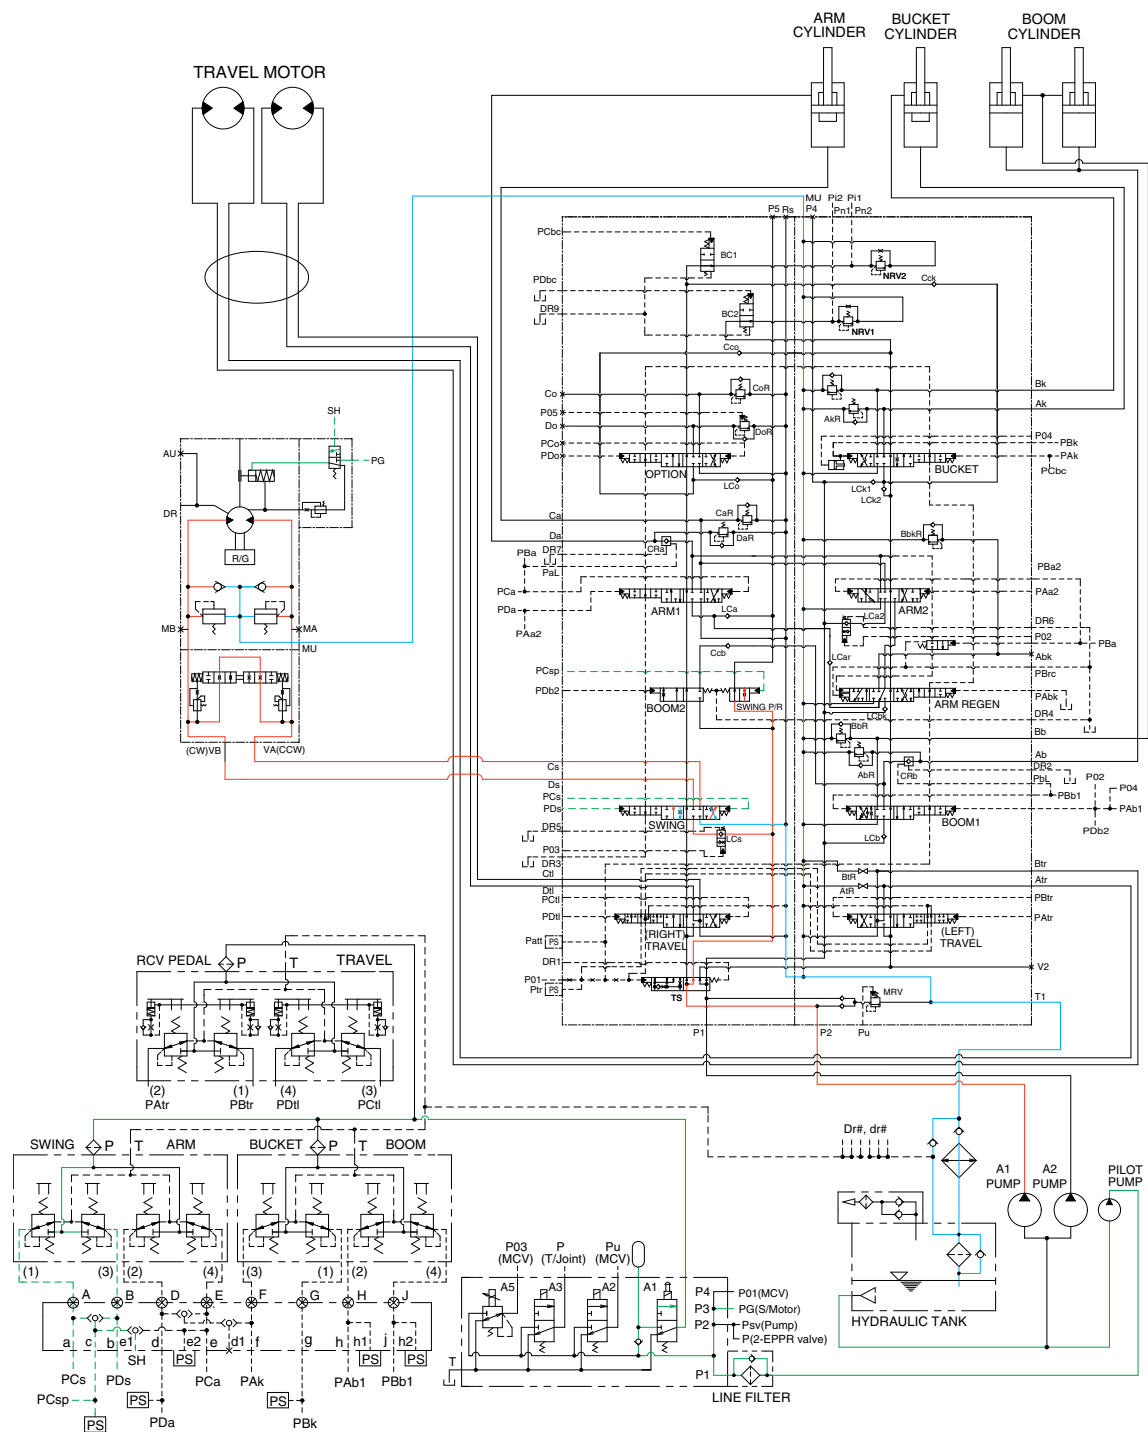 ARM
CYLINDER
BUCKET
CYLINDER
BOOM
CYLINDER
TRAVEL MOTOR
MU Pi2 Pi1
P5 Rs P4 Pn1 Pn2
PCbc
BC1
NRV2
Cck
PDbc
DR9
BC2
NRV1
Cco
Co
CoR
Bk
Ak
P05
Do
DoR
AkR
PCo
PDo
OPTION
BUCKET
P04
PBk
PAk
PCbc
LCo
LCk1
LCk2
SH
AU
PG
DR
R/G
MB
MA
MU
(CW)VB
VA(CCW)
Ca
CaR
Da
DaR
CRa
DR7
PaL
PBa
PCa
PDa
PAa2
ARM1
LCa
BbkR
PBa2
PAa2
ARM2
LCa2
DR6
P02
PBa
Abk
LCar
Ccb
PCsp
PDb2
BOOM2
SWING P/R
PBrc
PAbk
ARM REGEN
LCbk
DR4
BbR
Bb
AbR
CRb
Ab
DR2
PbL
Cs
Ds
PCs
PDs
SWING
LCs
DR5
P03
DR3
PBb1
P02
P04
PAb1
PDb2
BOOM1
LCb
Ctl
Dtl
PCtl
PDtl
(RIGHT)
TRAVEL
BtR
AtR
Btr
Atr
PBtr
PAtr
(LEFT)
TRAVEL
Patt PS
DR1
P01
Ptr PS
TS
V2
MRV
T1
P1
P2
Pu
RCV PEDAL P T TRAVEL
(2) (1) (4) (3)
PAtr PBtr PDtl PCtl
SWING P T ARM
BUCKET P T BOOM
(1) (3) (2) (4)
(3) (1) (2) (4)
A B D E F G H J
a c b e1 d e2 e d1 f g h h1 j h2
SH
PS PS PS
PCs PDs PCa PAk PAb1 PBb1
PCsp
PS PS PS
PDa PBk
P03
(MCV)
P
(T/Joint)
Pu
(MCV)
A5 A3 A2 A1
P4 P01(MCV)
P3 PG(S/Motor)
P2 Psv(Pump)
P(2-EPPR valve)
T
P1
LINE FILTER
Dr#, dr#
A1
PUMP
A2
PUMP
PILOT
PUMP
HYDRAULIC TANK